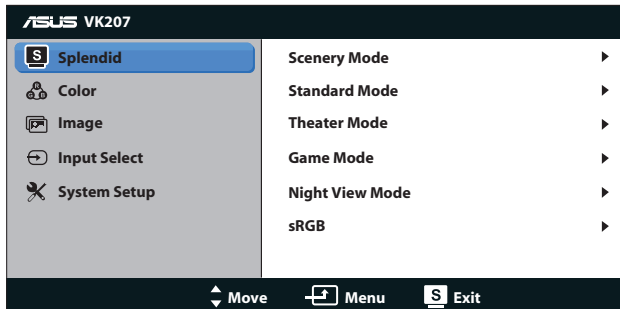 ASUS VK207
S Splendid
Color
Image
Input Select
System Setup
Scenery Mode
Standard Mode
Theater Mode
Game Mode
Night View Mode
sRGB
Move Menu S Exit